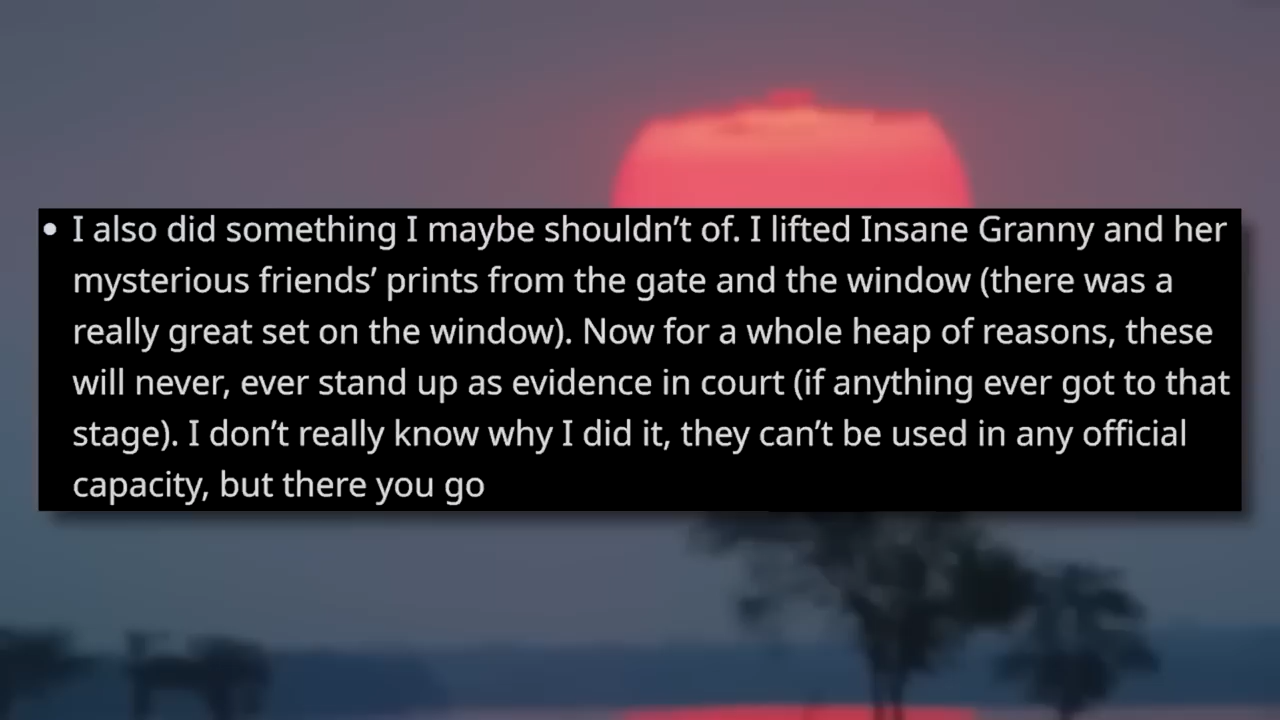 • I also did something I maybe shouldn’t of. I lifted Insane Granny and her
mysterious friends’ prints from the gate and the window (there was a
really great set on the window). Now for a whole heap of reasons, these
will never, ever stand up as evidence in court (if anything ever got to that
stage). I don’t really know why I did it, they can’t be used in any official
capacity, but there you go